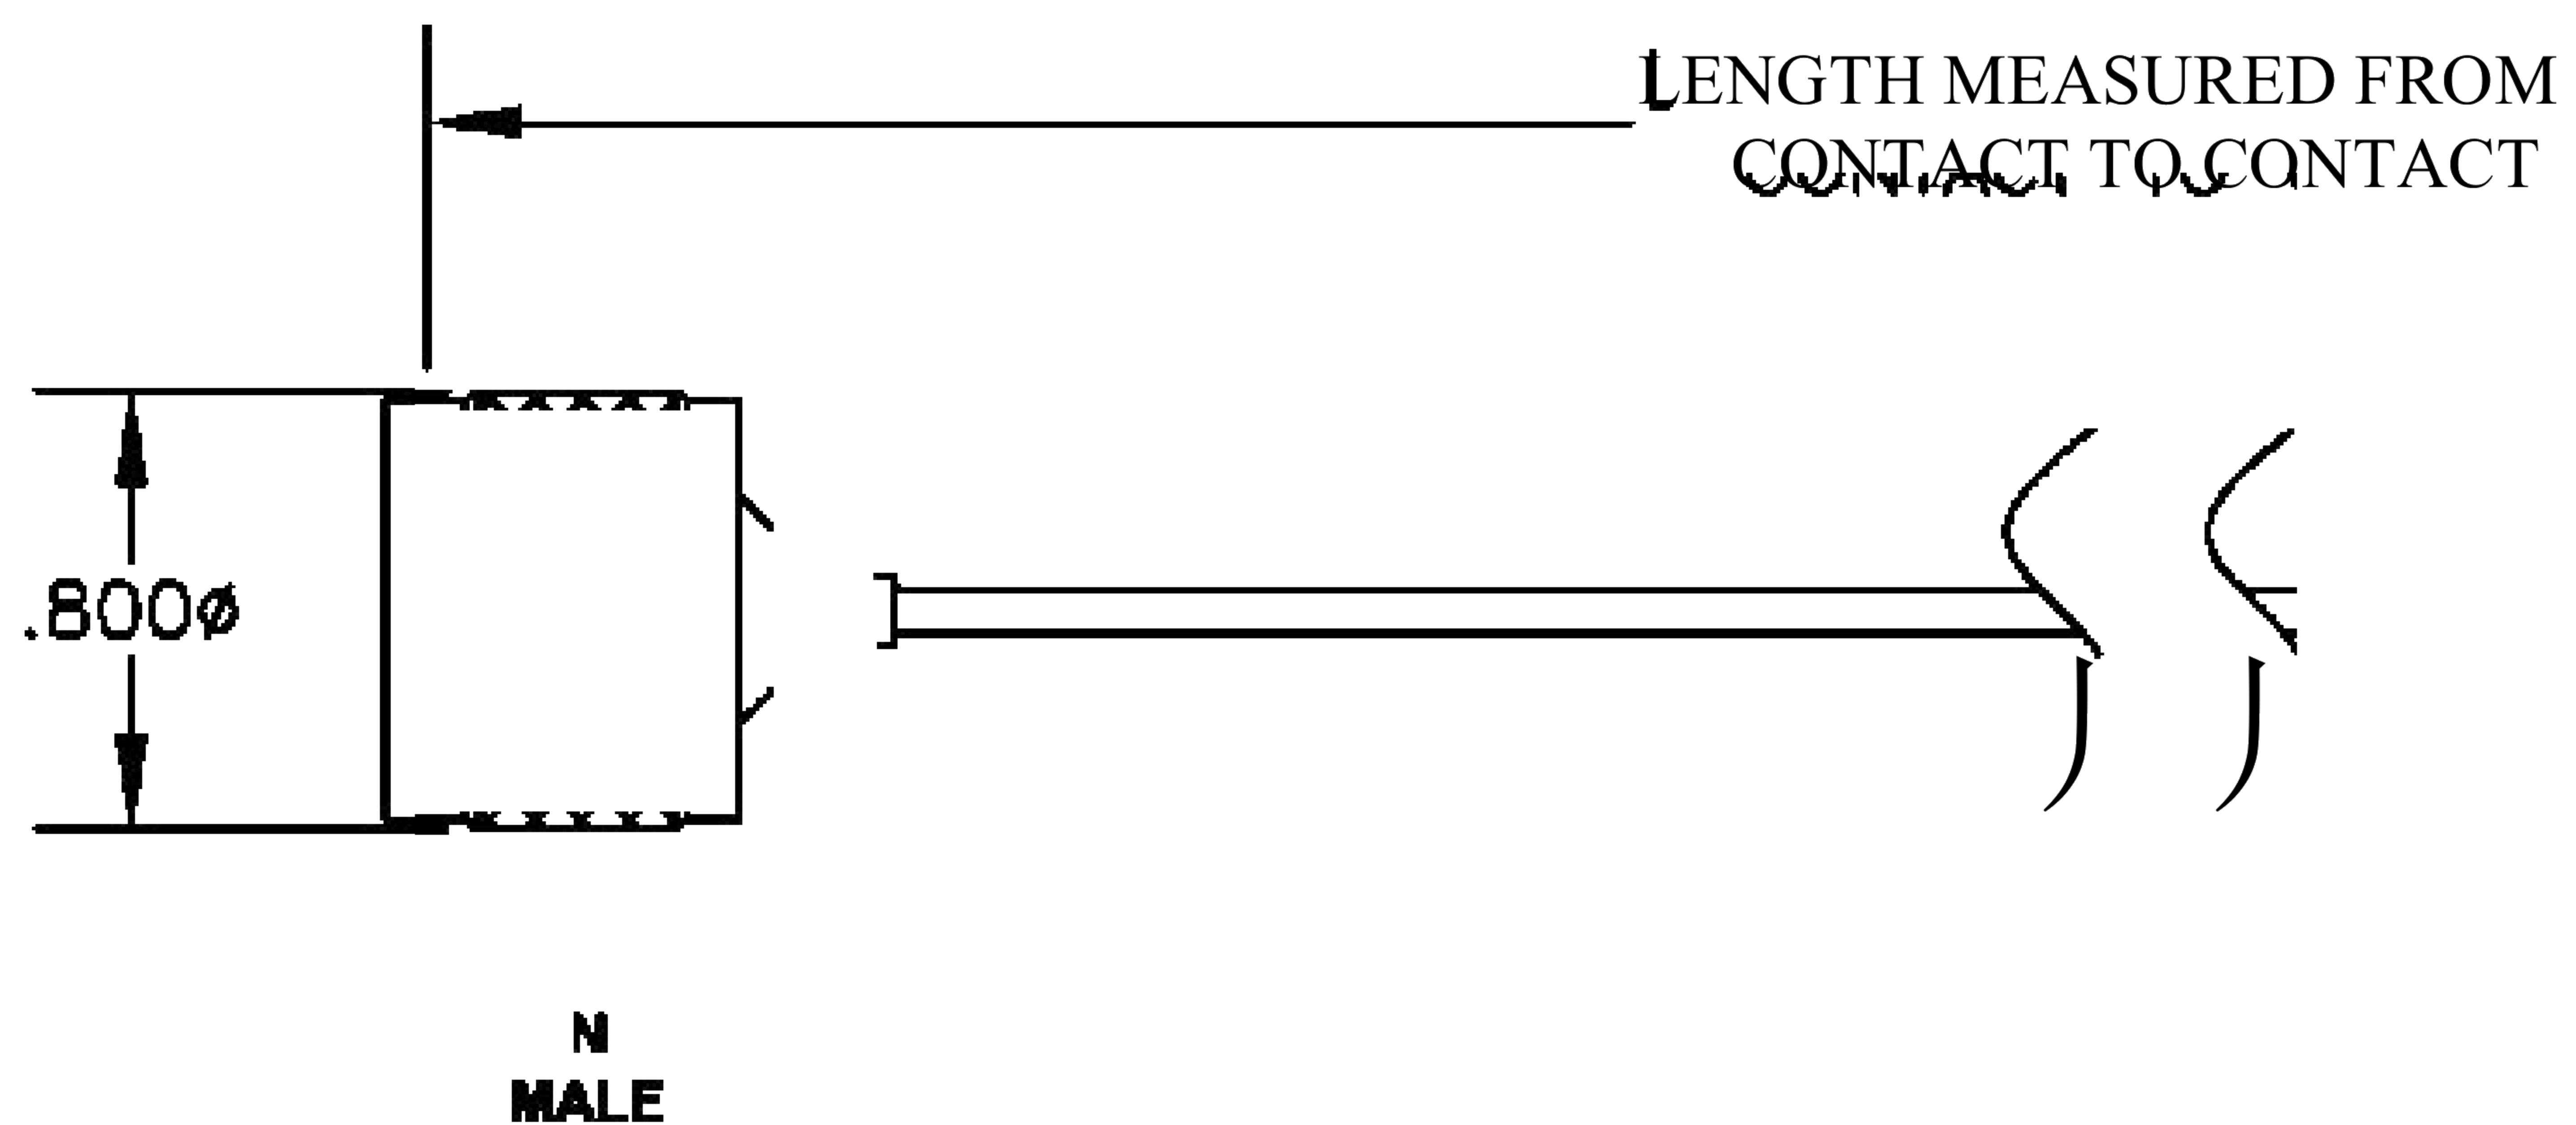 LENGTH MEASURED FROM
CONTACT TO CONTACT
.800ø
N
MALE